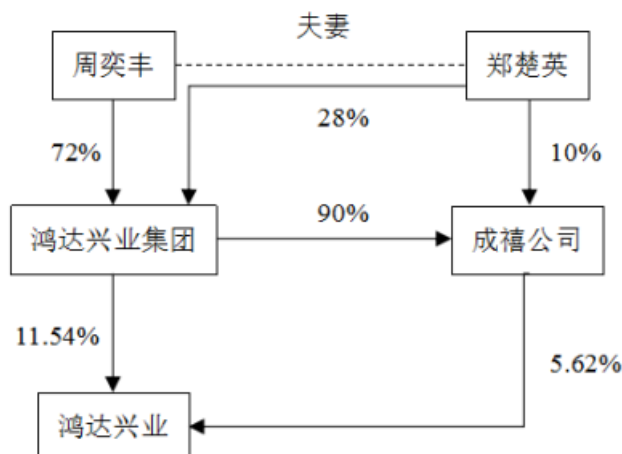 夫妻
周奕丰
郑楚英
28%
72%
10%
90%
鸿达兴业集团
成禧公司
11.54%
5.62%
鸿达兴业